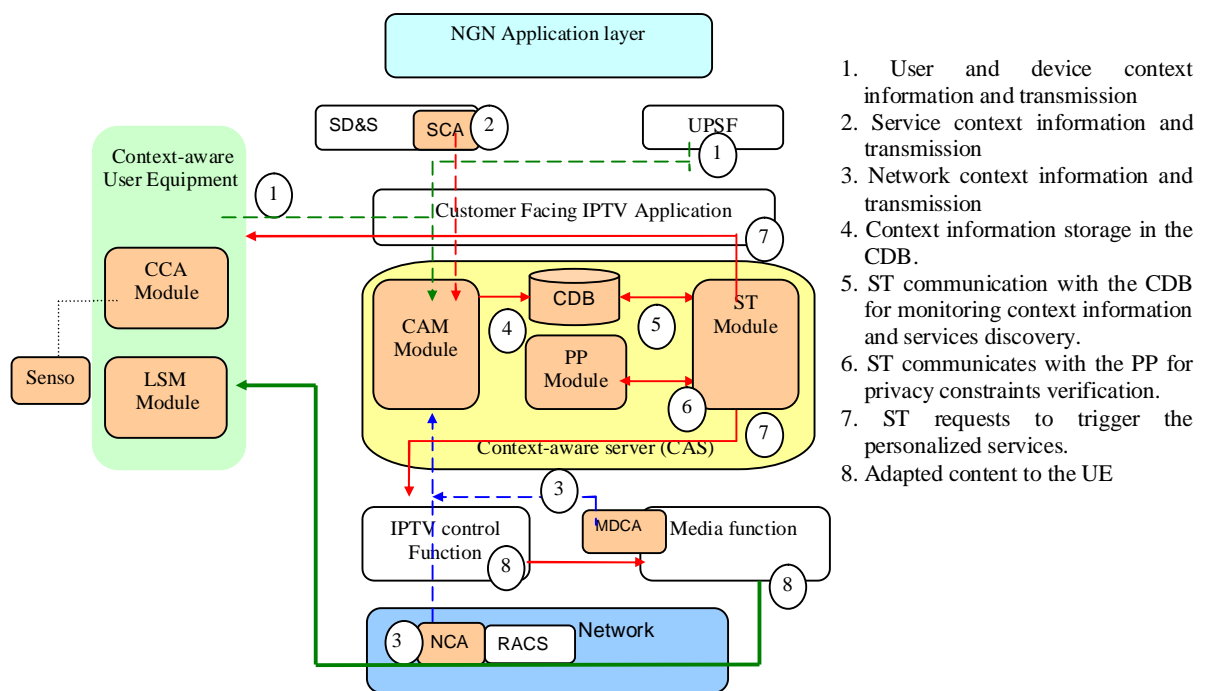 NGN Application layer
SD&S
SCA
2
UPSF
1
Context-aware
User Equipment
1
Customer Facing IPTV Application
7
CCA
Module
CAM
Module
CDB
ST
Module
4
5
PP
Module
6
Senso
LSM
Module
7
Context-aware server (CAS)
3
IPTV control
Function
8
MDCA
Media function
8
3
NCA
RACS
Network
1. User and device context
information and transmission
2. Service context information and
transmission
3. Network context information and
transmission
4. Context information storage in the
CDB.
5. ST communication with the CDB
for monitoring context information
and services discovery.
6. ST communicates with the PP for
privacy constraints verification.
7. ST requests to trigger the
personalized services.
8. Adapted content to the UE